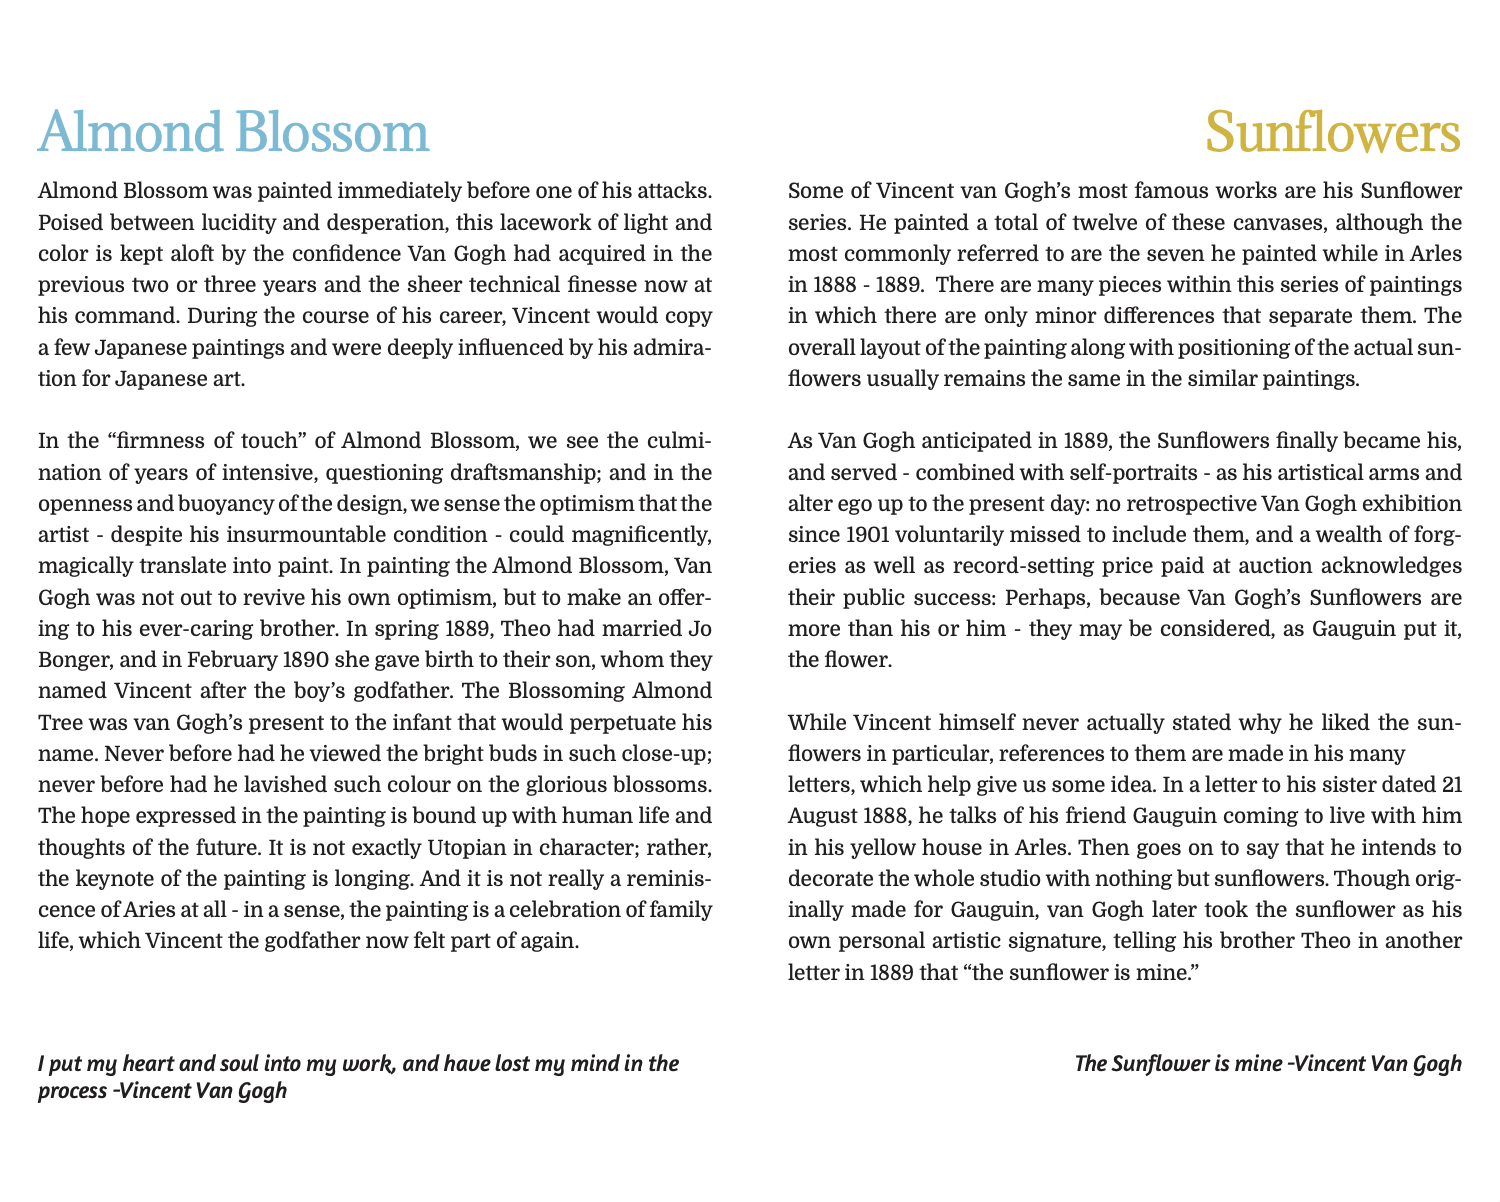 Almond Blossom
Almond Blossom was painted immediately before one of his attacks.
Poised between lucidity and desperation, this lacework of light and
color is kept aloft by the confidence Van Gogh had acquired in the
previous two or three years and the sheer technical finesse now at
his command. During the course of his career, Vincent would copy
a few Japanese paintings and were deeply influenced by his admira-
tion for Japanese art.
In the “firmness of touch” of Almond Blossom, we see the culmi-
nation of years of intensive, questioning draftsmanship; and in the
openness and buoyancy of the design, we sense the optimism that the
artist - despite his insurmountable condition - could magnificently,
magically translate into paint. In painting the Almond Blossom, Van
Gogh was not out to revive his own optimism, but to make an offer-
ing to his ever-caring brother. In spring 1889, Theo had married Jo
Bonger, and in February 1890 she gave birth to their son, whom they
named Vincent after the boy’s godfather. The Blossoming Almond
Tree was van Gogh’s present to the infant that would perpetuate his
name. Never before had he viewed the bright buds in such close-up;
never before had he lavished such colour on the glorious blossoms.
The hope expressed in the painting is bound up with human life and
thoughts of the future. It is not exactly Utopian in character; rather,
the keynote of the painting is longing. And it is not really a reminis-
cence of Aries at all - in a sense, the painting is a celebration of family
life, which Vincent the godfather now felt part of again.
I put my heart and soul into my work, and have lost my mind in the
process -Vincent Van Gogh
Sunflowers
Some of Vincent van Gogh’s most famous works are his Sunflower
series. He painted a total of twelve of these canvases, although the
most commonly referred to are the seven he painted while in Arles
in 1888 - 1889.  There are many pieces within this series of paintings
in which there are only minor differences that separate them. The
overall layout of the painting along with positioning of the actual sun-
flowers usually remains the same in the similar paintings.
As Van Gogh anticipated in 1889, the Sunflowers finally became his,
and served - combined with self-portraits - as his artistical arms and
alter ego up to the present day: no retrospective Van Gogh exhibition
since 1901 voluntarily missed to include them, and a wealth of forg-
eries as well as record-setting price paid at auction acknowledges
their public success: Perhaps, because Van Gogh’s Sunflowers are
more than his or him - they may be considered, as Gauguin put it,
the flower.
While Vincent himself never actually stated why he liked the sun-
flowers in particular, references to them are made in his many
letters, which help give us some idea. In a letter to his sister dated 21
August 1888, he talks of his friend Gauguin coming to live with him
in his yellow house in Arles. Then goes on to say that he intends to
decorate the whole studio with nothing but sunflowers. Though orig-
inally made for Gauguin, van Gogh later took the sunflower as his
own personal artistic signature, telling his brother Theo in another
letter in 1889 that “the sunflower is mine.”
The Sunflower is mine -Vincent Van Gogh